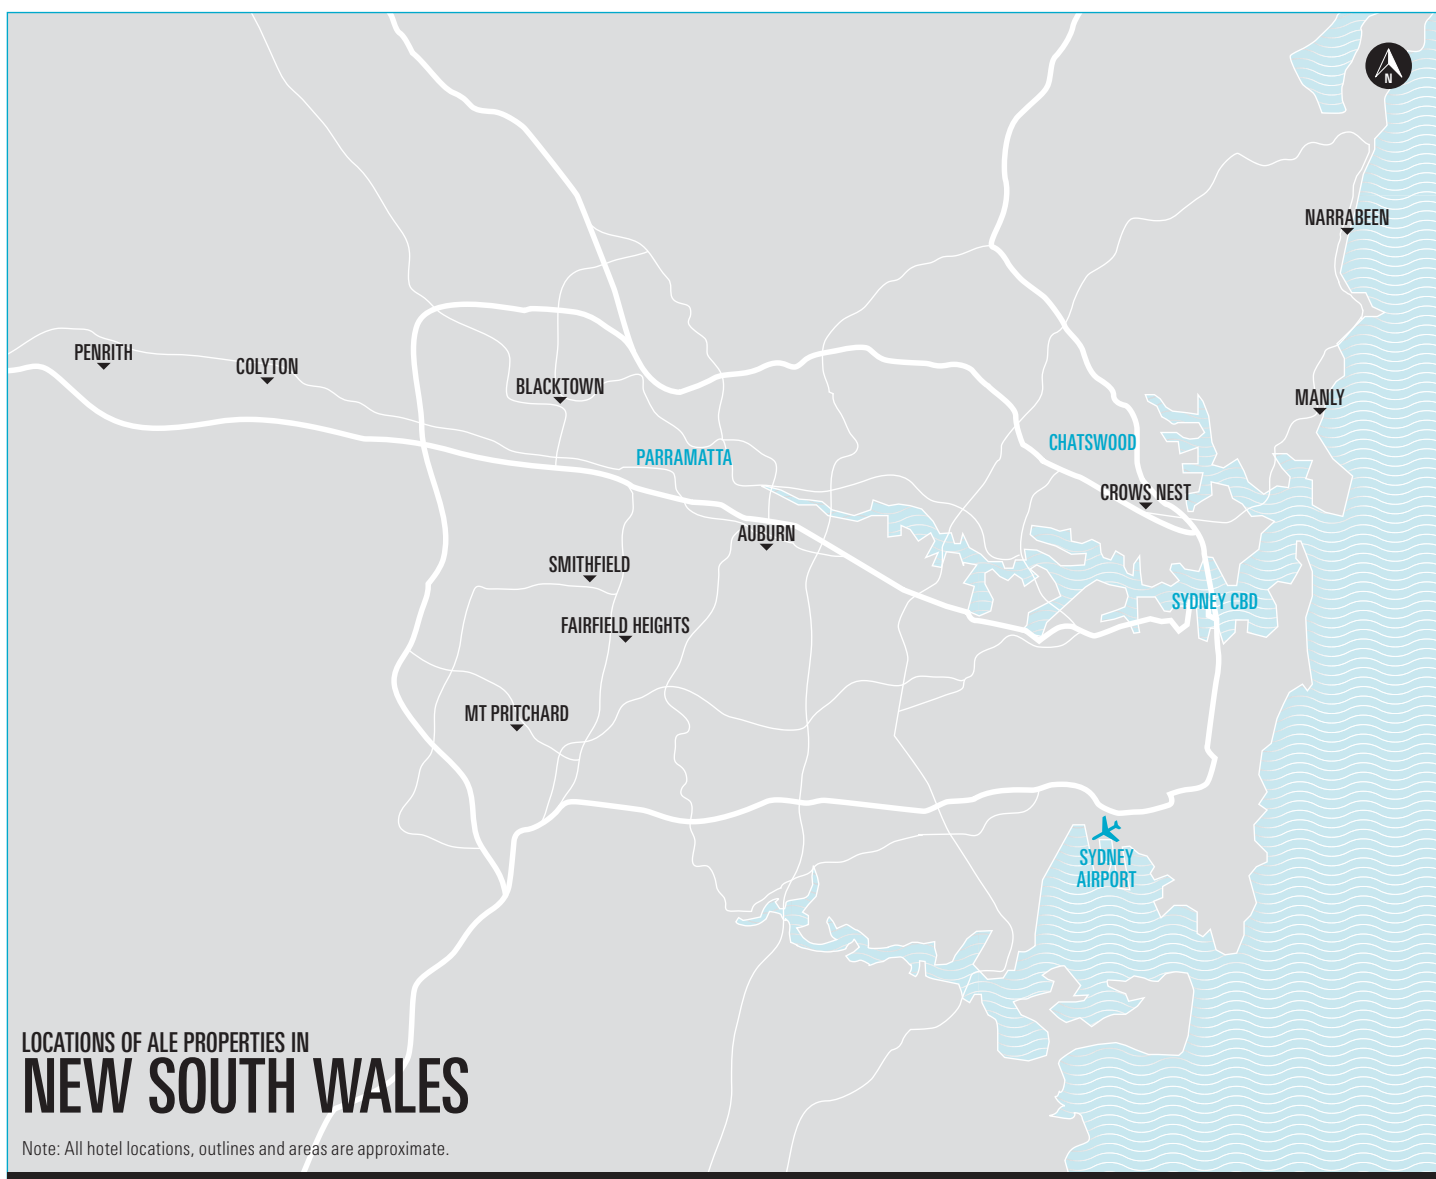 N
NARRABEEN
PENRITH
COLYTON
BLACKTOWN
MANLY
CHATSWOOD
PARRAMATTA
CROWS NEST
AUBURN
SMITHFIELD
SYDNEY CBD
FAIRFIELD HEIGHTS
MT PRITCHARD
SYDNEY
AIRPORT
LOCATIONS OF ALE PROPERTIES IN
NEW SOUTH WALES
Note: All hotel locations, outlines and areas are approximate.